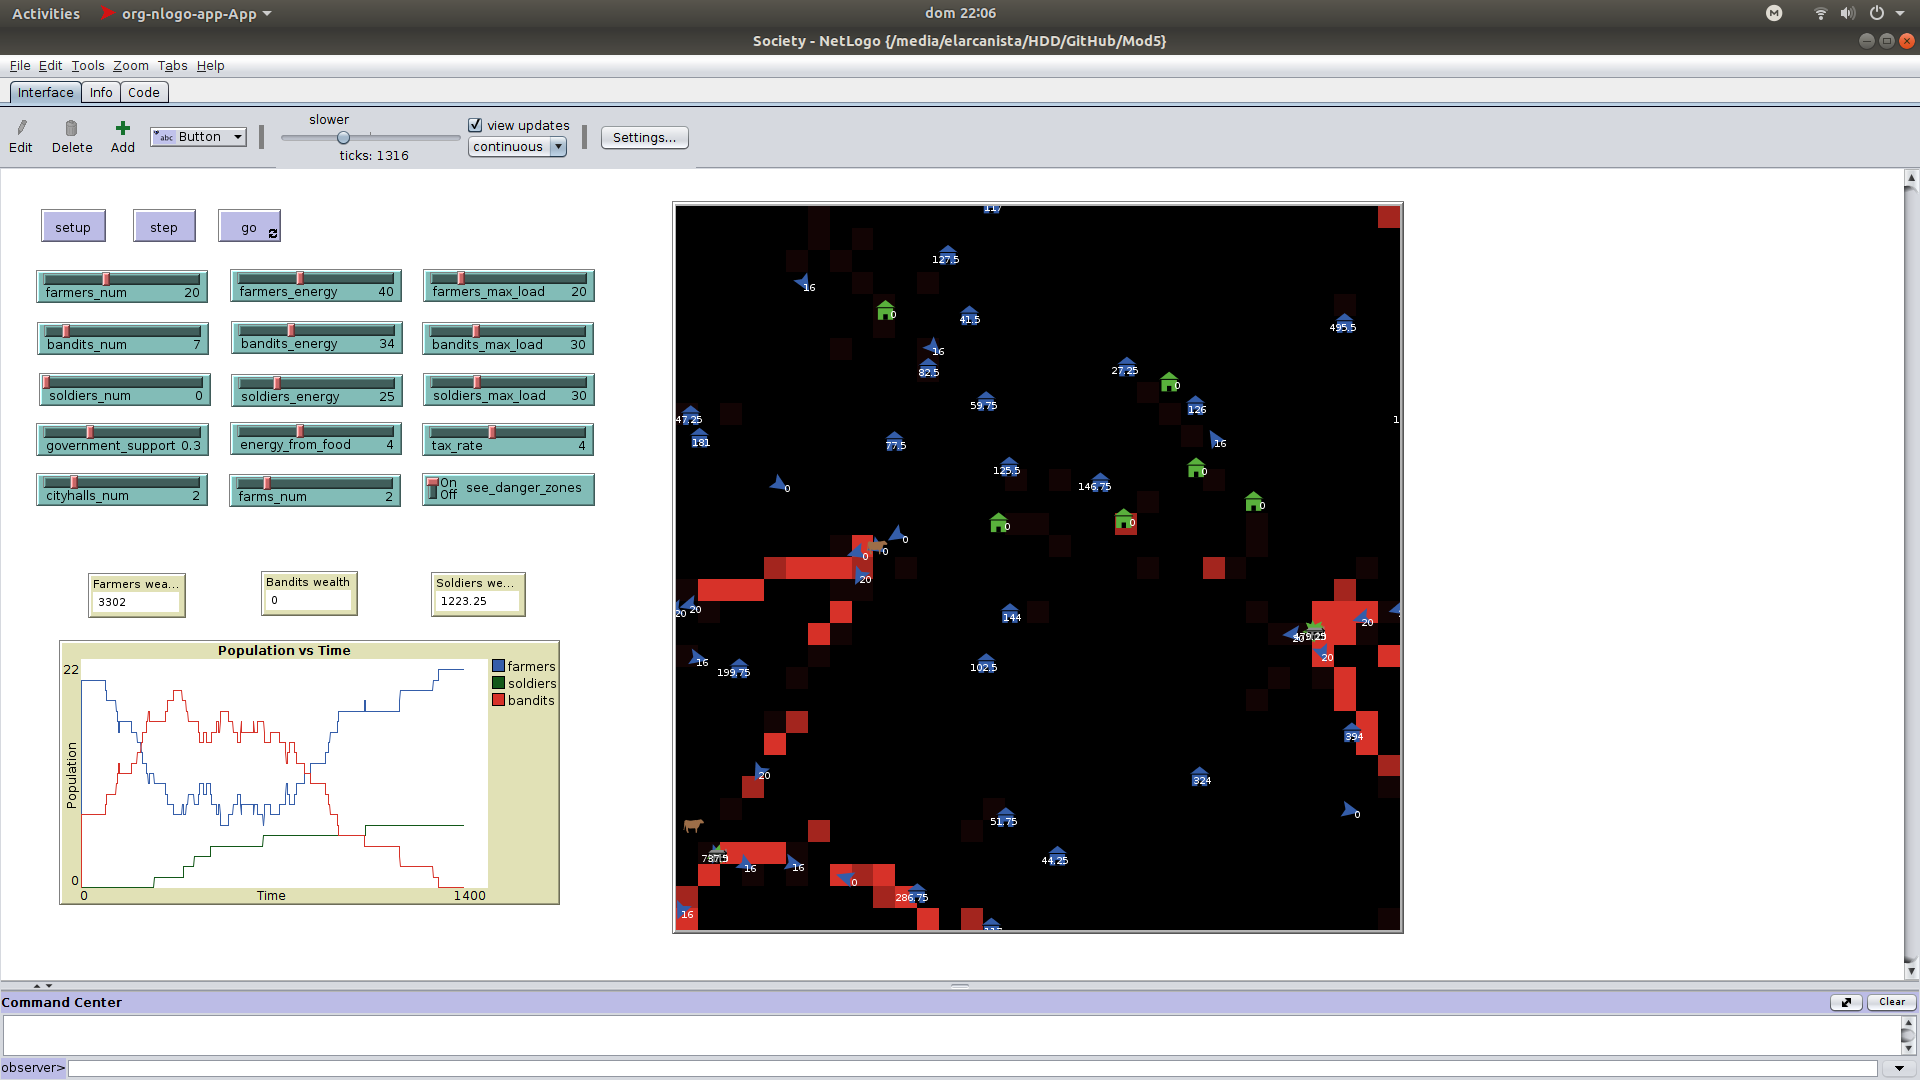 Activities org-nlogo-app-App dom 22:06
Society - NetLogo {/media/elarcanista/HDD/GitHub/Mod5}
File Edit Tools Zoom Tabs Help
Interface Info Code
Edit Delete Add abc Button slower ticks: 1316 view updates continuous Settings...
setup step go
farmers_num 20 farmers_energy 40 farmers_max_load 20
bandits_num 7 bandits_energy 34 bandits_max_load 30
soldiers_num 0 soldiers_energy 25 soldiers_max_load 30
government_support 0.3 energy_from_food 4 tax_rate 4
cityhalls_num 2 farms_num 2 On Off see_danger_zones
Farmers wea... Bandits wealth Soldiers we...
3302 0 1223.25
Population vs Time
22
Population
0
0 Time 1400
farmers
soldiers
bandits
117
127.5
16
0
41.5
495.5
16
82.5
27.25
0
59.75
126
47.25
181
77.5
16
125.5
0
146.75
0
0
0
0
0
0
0
20
20
20
144
20
20
479.25
20
16
199.75
102.5
394
20
324
0
51.75
44.25
737.5
16
16
0
286.75
16
Command Center Clear
observer>